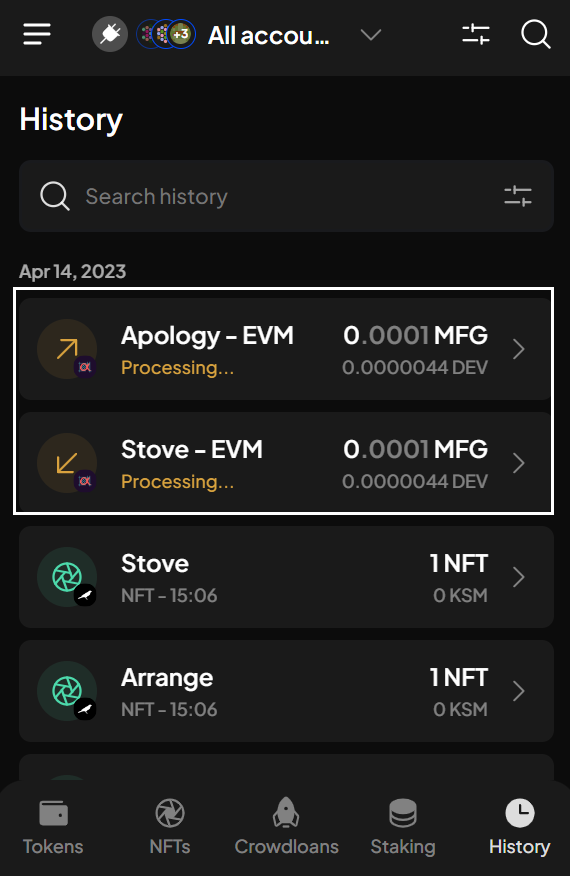 +3 All accou...
History
Search history
Apr 14, 2023
Apology - EVM 0.0001 MFG
Processing... 0.0000044 DEV
Stove - EVM 0.0001 MFG
Processing... 0.0000044 DEV
Stove 1 NFT
NFT - 15:06 0 KSM
Arrange 1 NFT
NFT - 15:06 0 KSM
Tokens NFTs Crowdloans Staking History